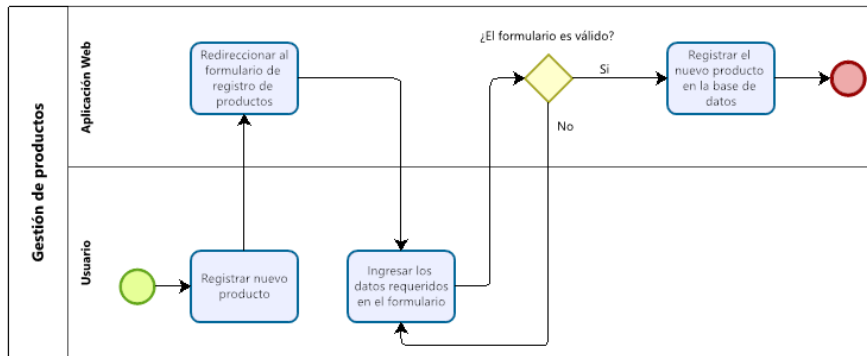 Gestión de productos
Aplicación Web
Redireccionar al
formulario de
registro de
productos
¿El formulario es válido?
Si
No
Registrar el
nuevo producto
en la base de
datos
Usuario
Registrar nuevo
producto
Ingresar los
datos requeridos
en el formulario